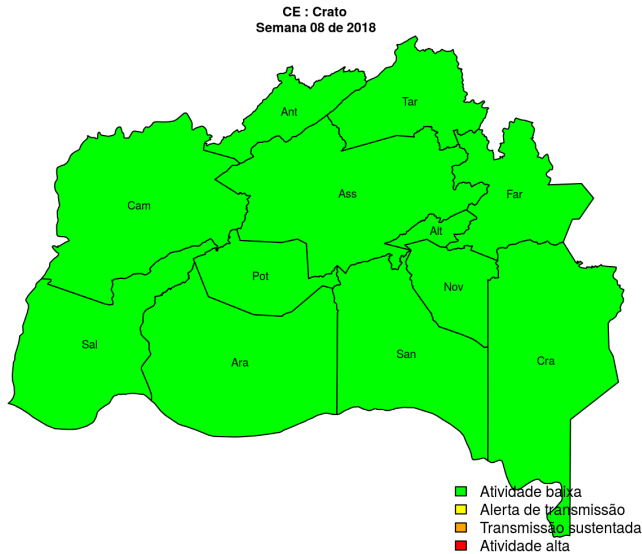 CE : Crato
Semana 08 de 2018
Tar
Ant
Ass
Far
Cam
Alt
Pot
Nov
Sal
Ara
San
Cra
Atividade baixa
Alerta de transmissão
Transmissão sustentada
Atividade alta